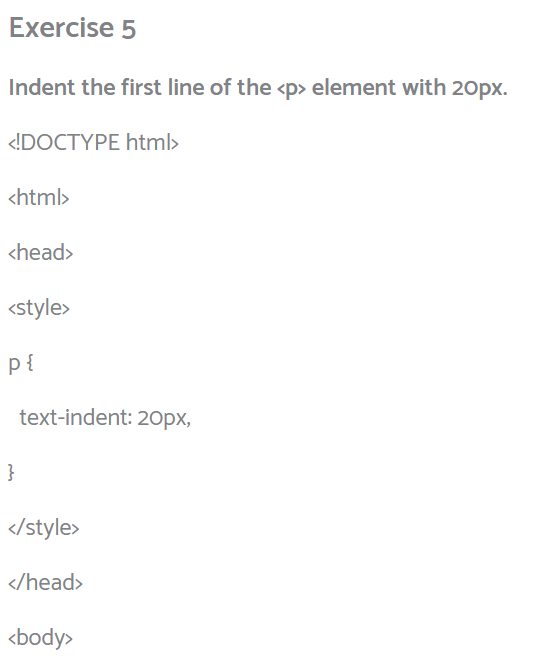 Exercise 5
Indent the first line of the <p> element with 20px.
<!DOCTYPE html>
<html>
<head>
<style>
p {
text-indent: 20px,
}
</style>
</head>
<body>